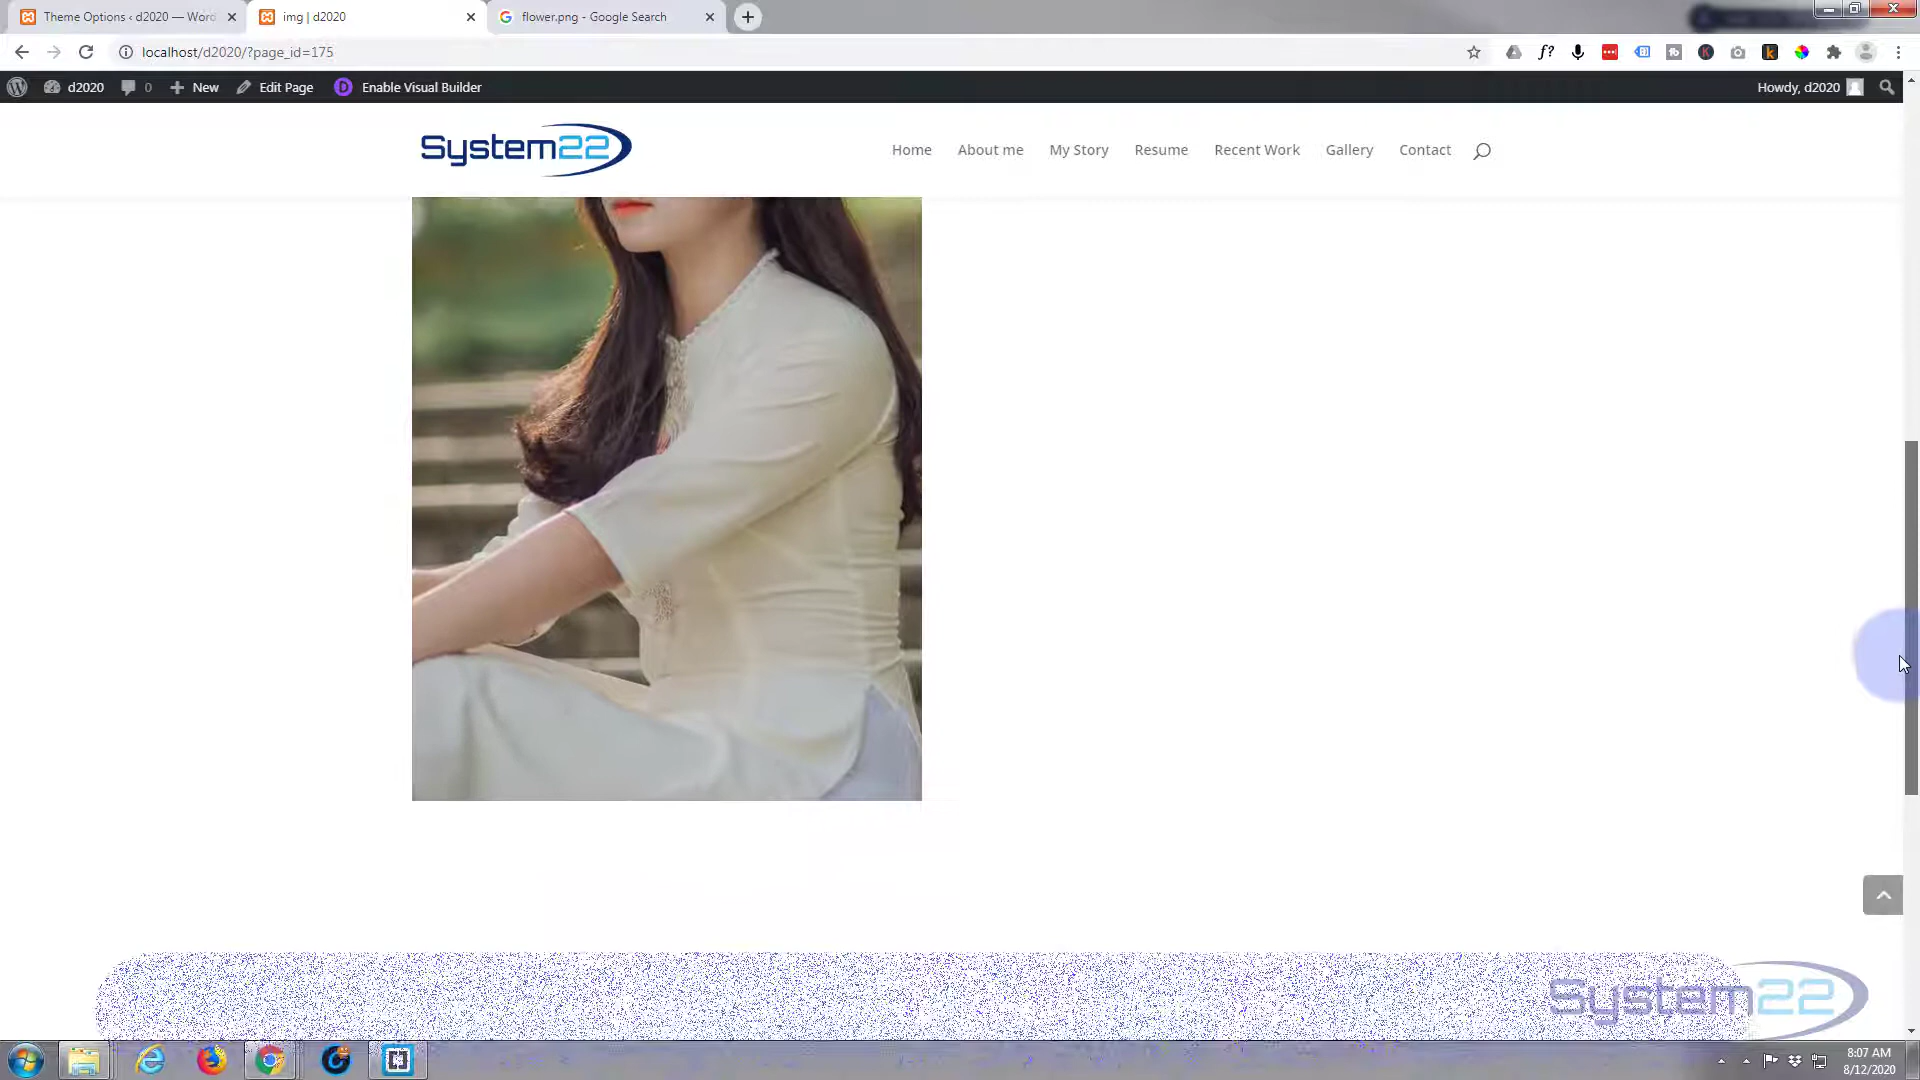 Theme Options ‹ d2020 — Word
img | d2020
flower.png - Google Search
localhost/d2020/?page_id=175
d2020
0
New
Edit Page
Enable Visual Builder
Howdy, d2020
System22
Home
About me
My Story
Resume
Recent Work
Gallery
Contact
System22
8:07 AM
8/12/2020